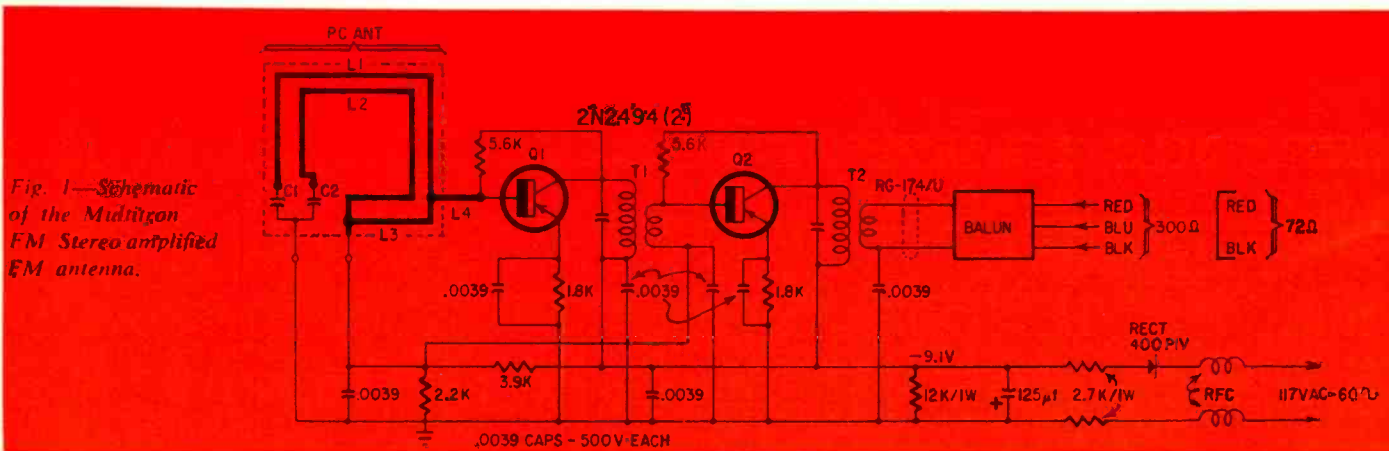 PC ANT
L1
L2
2N2494 (2)
5.6K
Q1
T1
5.6K
Q2
T2
RG-174/U
Fig. 1—Schematic
of the Multitron
FM Stereo amplified
FM antenna.
C1
C2
L4
L3
BALUN
RED
BLU
BLK
300Ω
RED
BLK
72Ω
.0039
1.8K
.0039
1.8K
.0039
RECT
400PIV
-9.1V
3.9K
.0039
2.2K
.0039
12K/1W
+
125µf
2.7K/1W
RFC
117VAC-60~
.0039 CAPS - 500V EACH